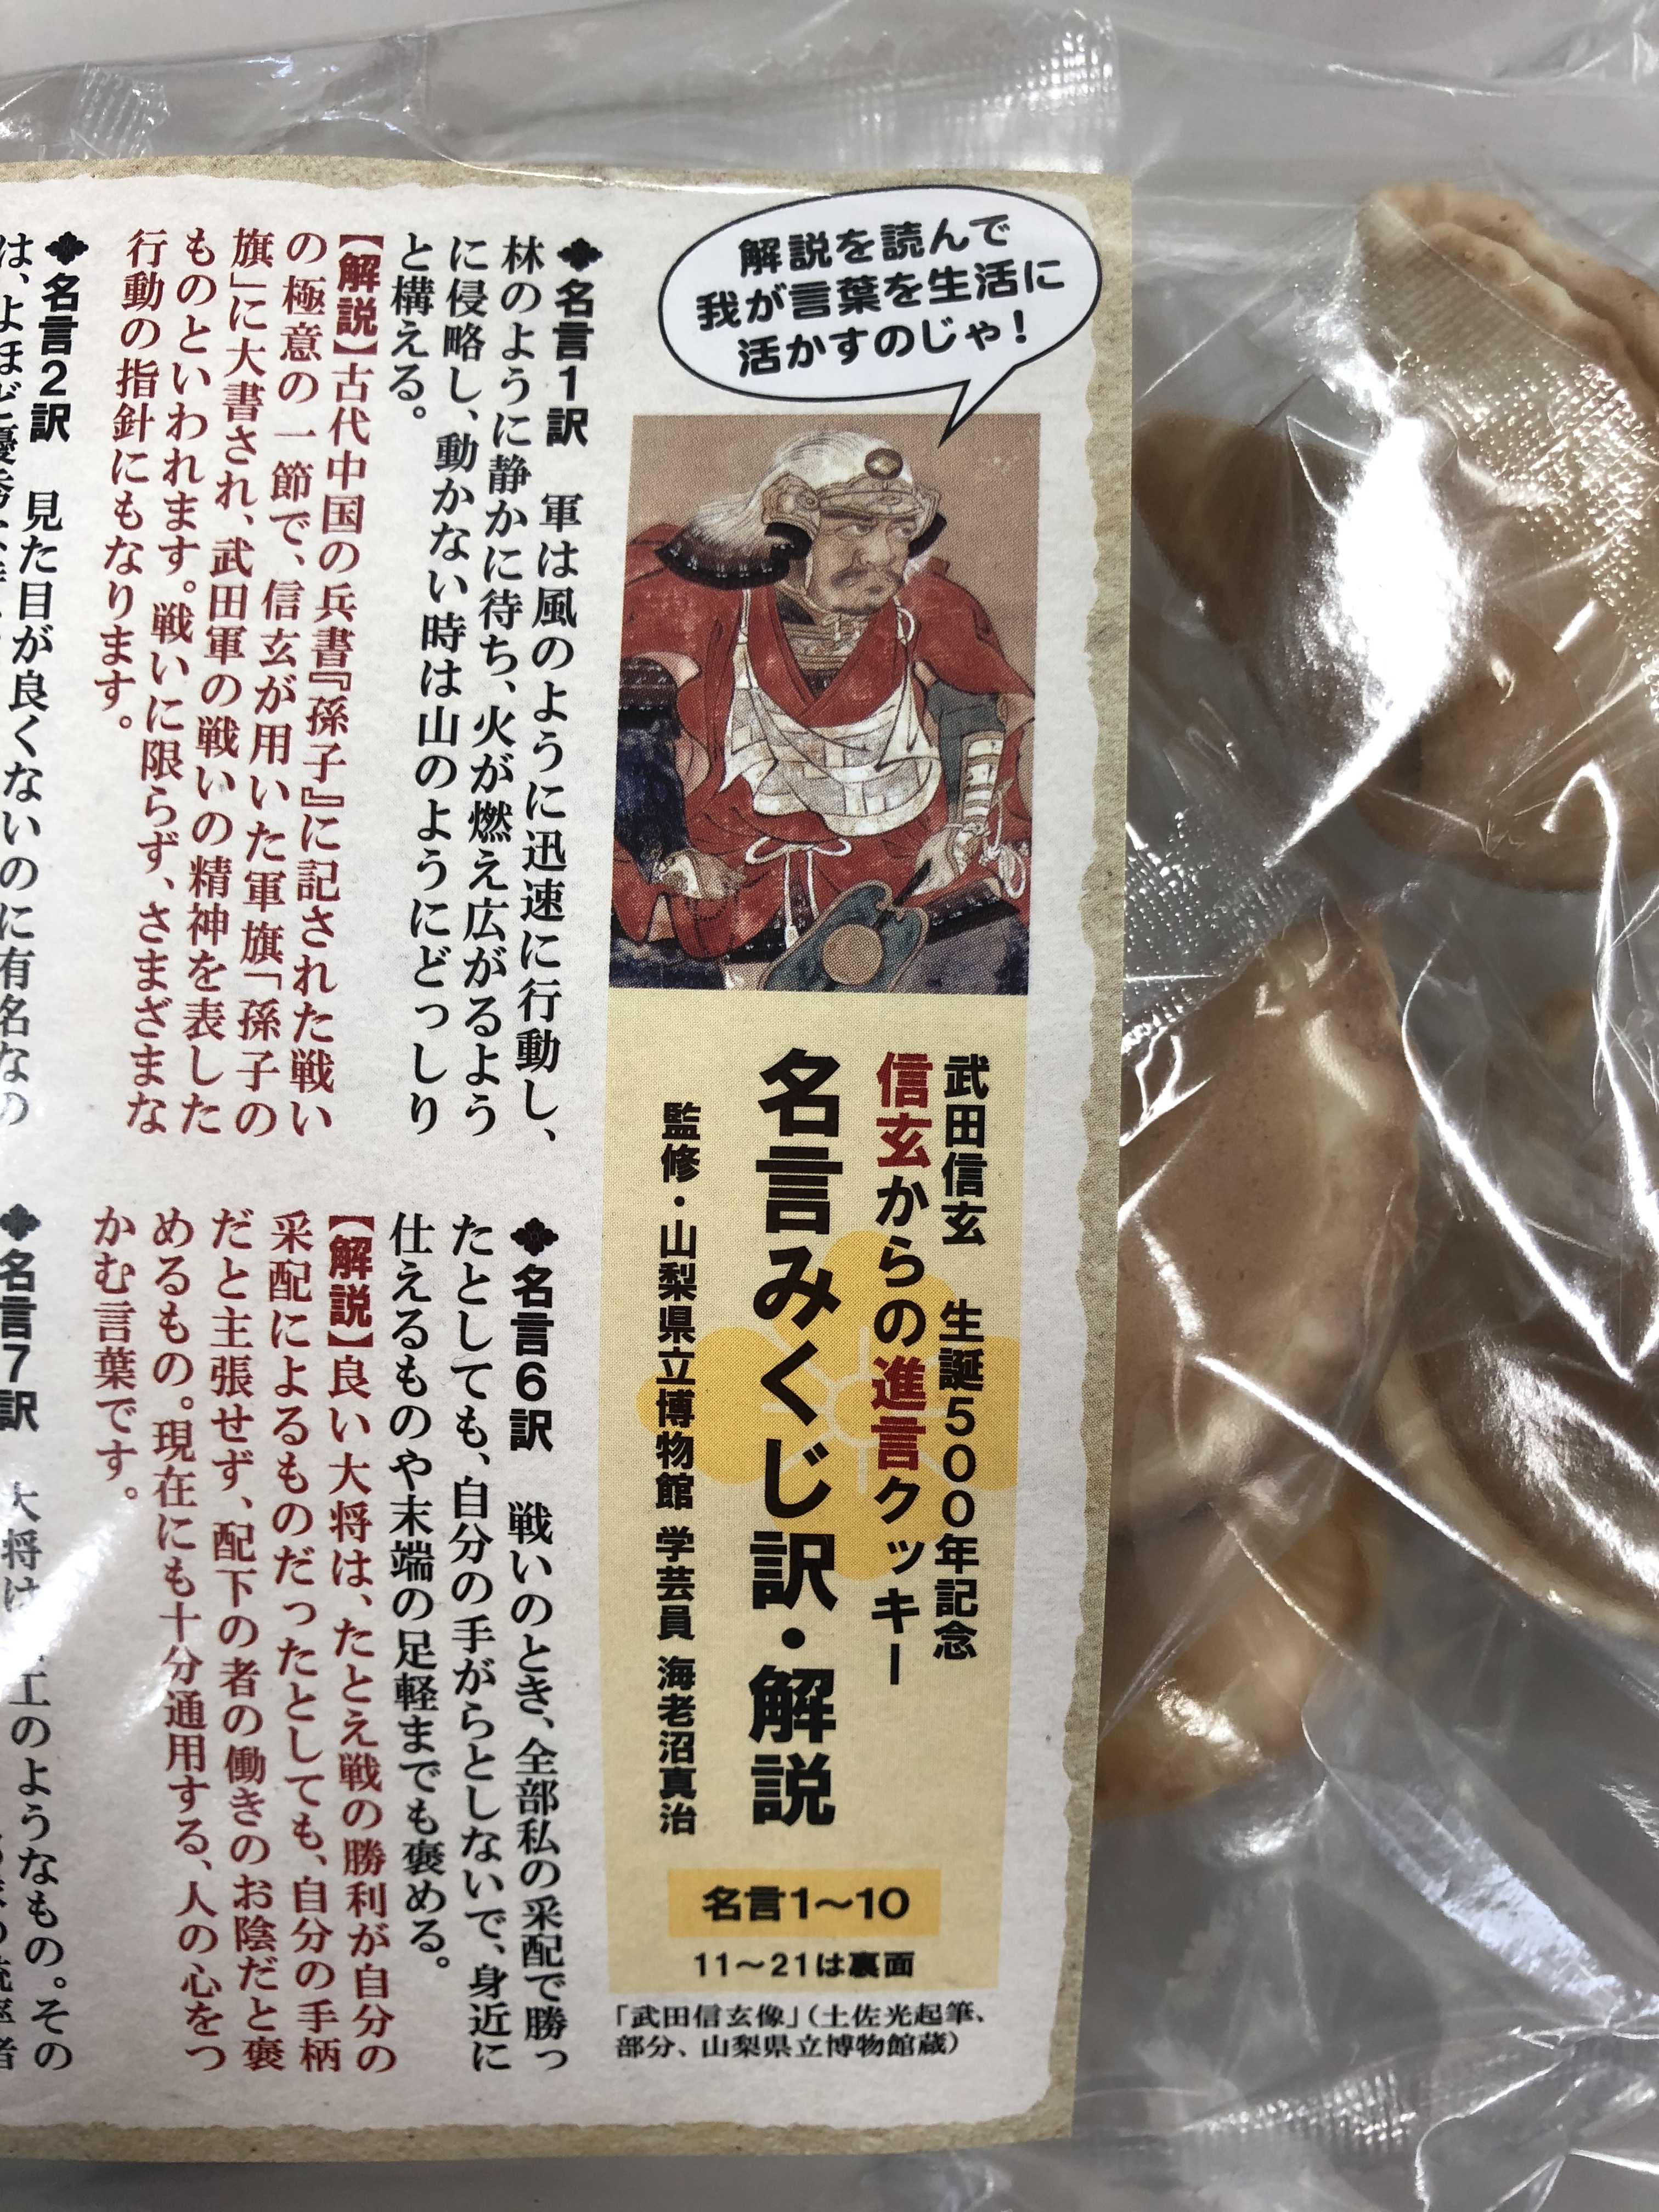 解説を読んで
我が言葉を生活に
活かすのじゃ！
武田信玄　生誕500年記念
信玄からの進言クッキー
名言みくじ訳・解説
監修・山梨県立博物館 学芸員 海老沼真治
名言1〜10
11〜21は裏面
「武田信玄像」（土佐光起筆、
部分、山梨県立博物館蔵）
◆名言1訳　軍は風のように迅速に行動し、
林のように静かに待ち、火が燃え広がるよう
に侵略し、動かない時は山のようにどっしり
と構える。
【解説】古代中国の兵書『孫子』に記された戦い
の極意の一節で、信玄が用いた軍旗「孫子の
旗」に大書され、武田軍の戦いの精神を表した
ものといわれます。戦いに限らず、さまざまな
行動の指針にもなります。
◆名言2訳　見た目が良くないのに有名なの
は、よほど優秀な
◆名言6訳　戦いのとき、全部私の采配で勝っ
たとしても、自分の手がらとしないで、身近に
仕えるものや末端の足軽までも褒める。
【解説】良い大将は、たとえ戦の勝利が自分の
采配によるものだったとしても、自分の手柄
だと主張せず、配下の者の働きのお陰だと褒
めるもの。現在にも十分通用する、人の心をつ
かむ言葉です。
◆名言7訳　大将は　工のようなもの。その